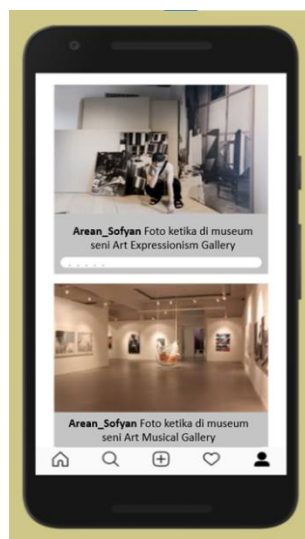 Arean_Sofyan Foto ketika di museum
seni Art Expressionism Gallery
Arean_Sofyan Foto ketika di museum
seni Art Musical Gallery